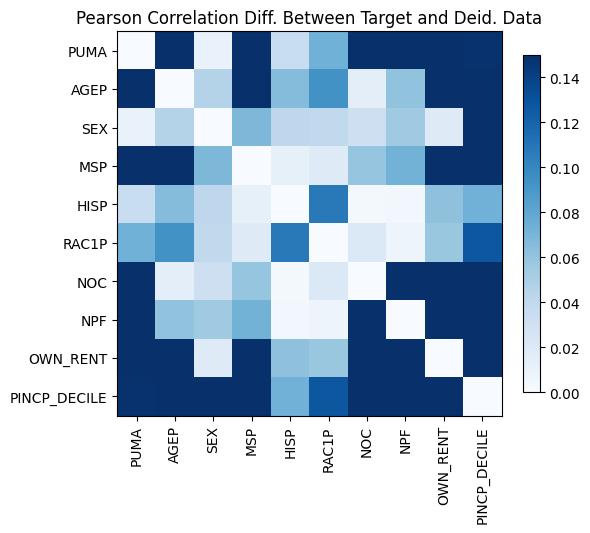 Pearson Correlation Diff. Between Target and Deid. Data
PUMA
AGEP
SEX
MSP
HISP
RAC1P
NOC
NPF
OWN_RENT
PINCP_DECILE
PUMA
AGEP
SEX
MSP
HISP
RAC1P
NOC
NPF
OWN_RENT
PINCP_DECILE
0.14
0.12
0.10
0.08
0.06
0.04
0.02
0.00